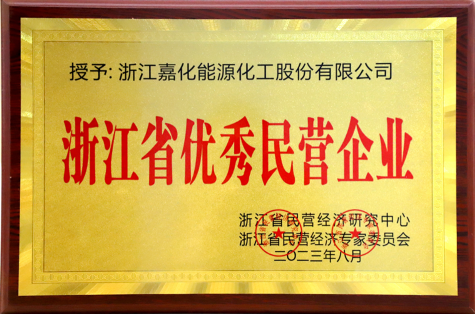 授予: 浙江嘉化能源化工股份有限公司
浙江省优秀民营企业
浙江省民营经济研究中心
浙江省民营经济专家委员会
二〇二三年八月